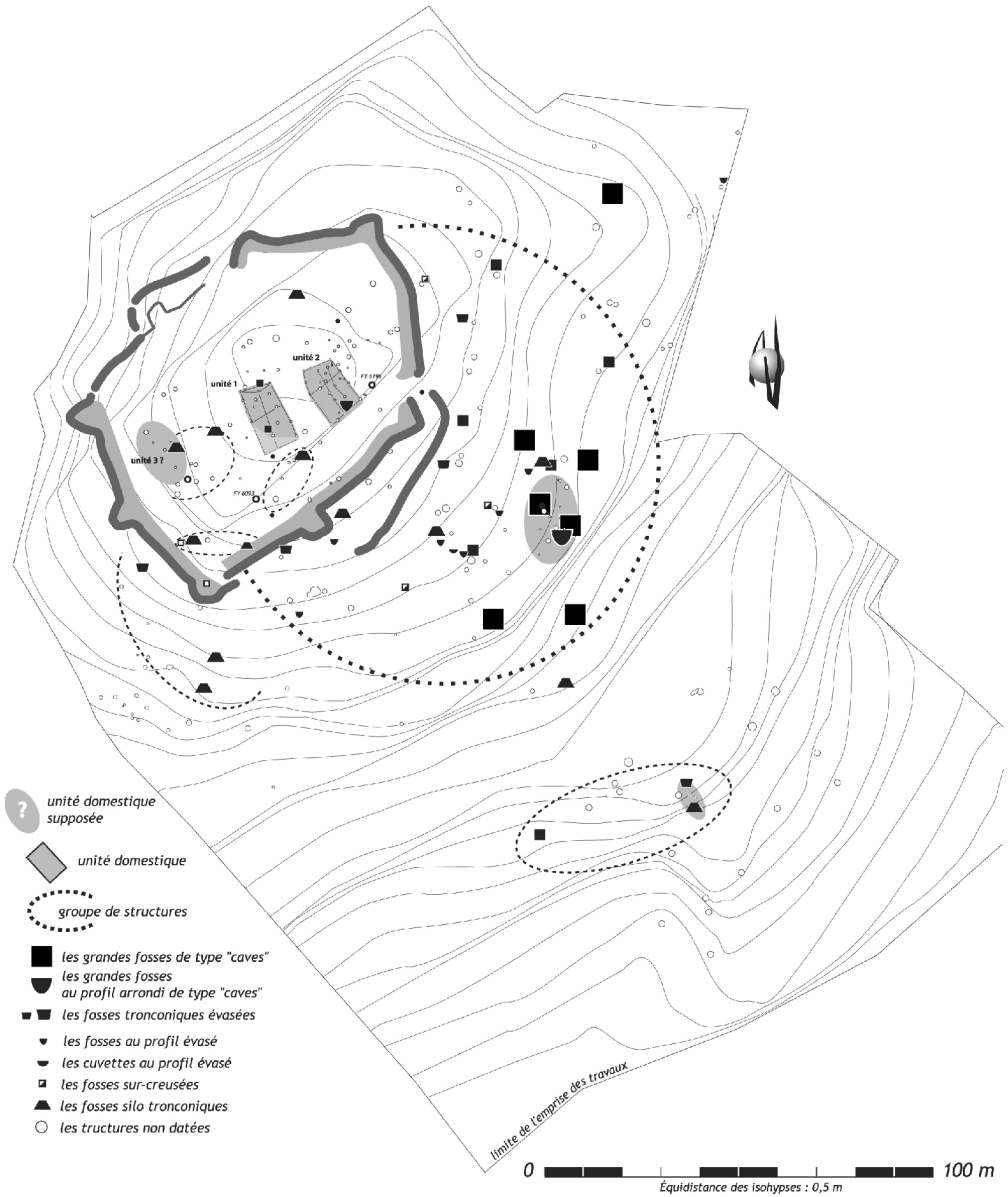 unité 2
unité 1
FY 6196
unité 3 ?
FY 6093
?
unité domestique
supposée
unité domestique
groupe de structures
les grandes fosses de type "caves"
les grandes fosses
au profil arrondi de type "caves"
les fosses tronconiques évasées
les fosses au profil évasé
les cuvettes au profil évasé
les fosses sur-creusées
les fosses silo tronconiques
les tructures non datées
limite de l'emprise des travaux
0
100 m
Équidistance des isohypses : 0,5 m